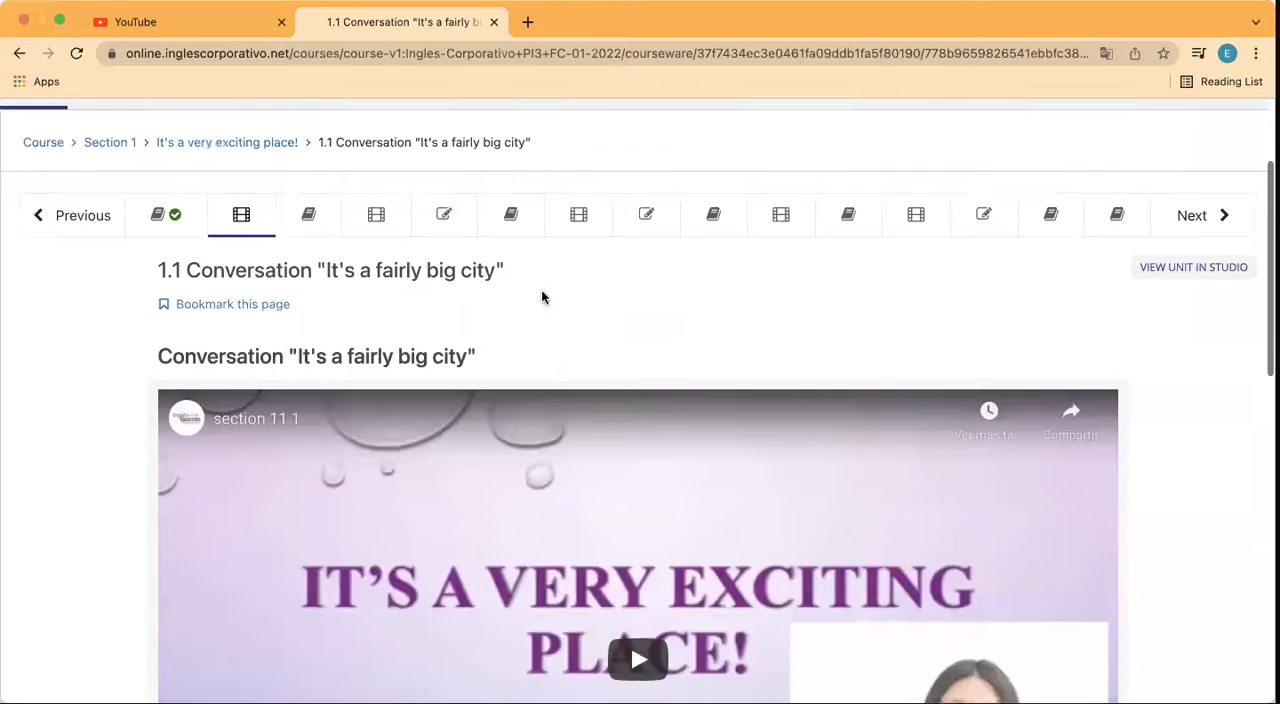 YouTube
1.1 Conversation "It's a fairly b
online.inglescorporativo.net/courses/course-v1:Ingles-Corporativo+PI3+FC-01-2022/courseware/37f7434ec3e0461fa09ddb1fa5f80190/778b9659826541ebbfc38...
E
Apps
Reading List
Course > Section 1 > It's a very exciting place! > 1.1 Conversation "It's a fairly big city"
Previous
Next
1.1 Conversation "It's a fairly big city"
VIEW UNIT IN STUDIO
Bookmark this page
Conversation "It's a fairly big city"
section 11 1
Ver más ta
Compartir
IT'S A VERY EXCITING
PLACE!